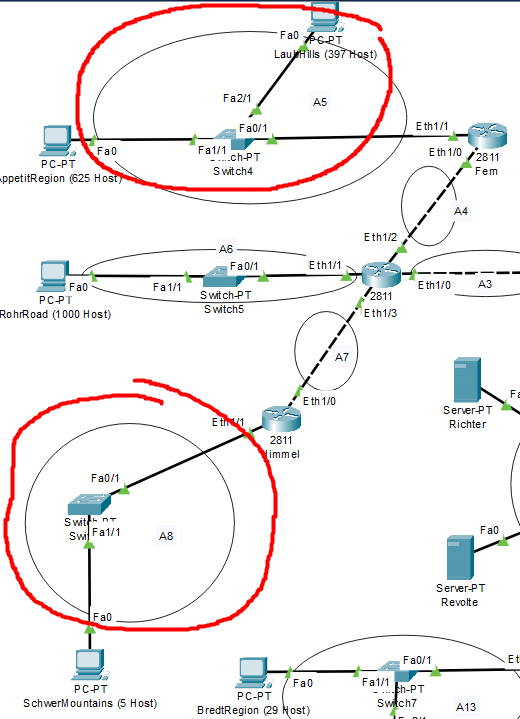 Fa0
PC-PT
LaubHills (397 Host)
Fa2/1
A5
Fa0/1
Eth1/1
Fa0
Fa1/1
Switch-PT
Switch4
PC-PT
AppetitRegion (625 Host)
Eth1/0
2811
Fern
A4
Eth1/2
A6
Fa0/1
Eth1/1
2811
Eth1/0
A3
Fa0
Fa1/1
Switch-PT
Switch5
PC-PT
RohrRoad (1000 Host)
Eth1/3
A7
Eth1/0
Eth1/1
2811
Himmel
Server-PT
Richter
Fa0/1
Switch-PT
Fa1/1
A8
Fa0
Server-PT
Revolte
Fa0
PC-PT
SchwerMountains (5 Host)
PC-PT
BredtRegion (29 Host)
Fa0
Fa1/1
Fa0/1
Switch-PT
Switch7
A13